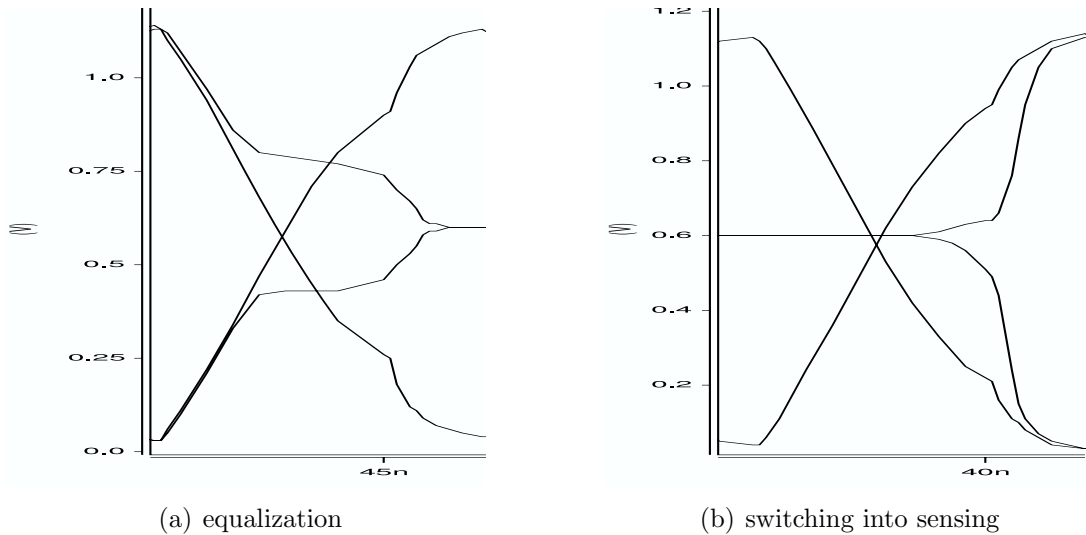 1.0
0.75
0.5
0.25
0.0
45n
(V)
(a) equalization
1.2
1.0
0.8
0.6
0.4
0.2
40n
(V)
(b) switching into sensing